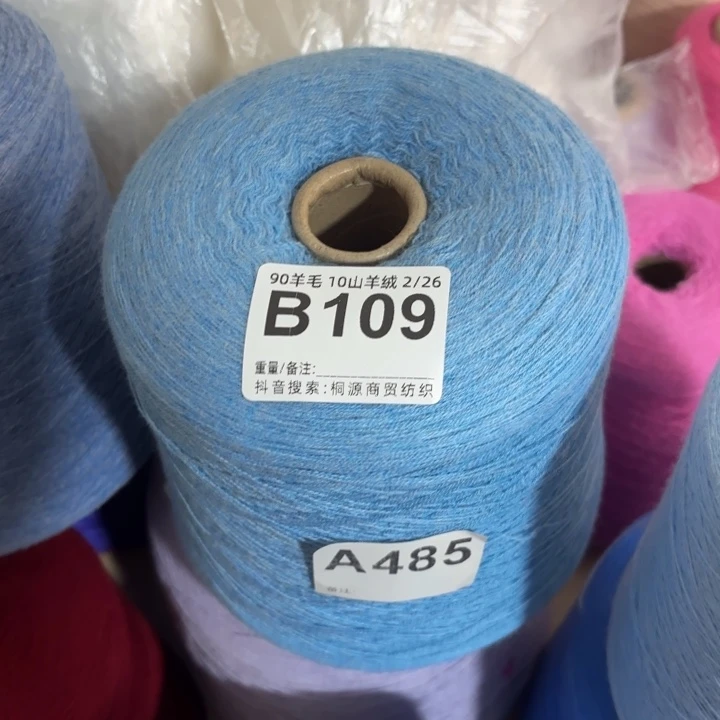 90羊毛 10山羊绒 2/26
B109
重量/备注:____________
抖音搜索:桐源商贸纺织
A485